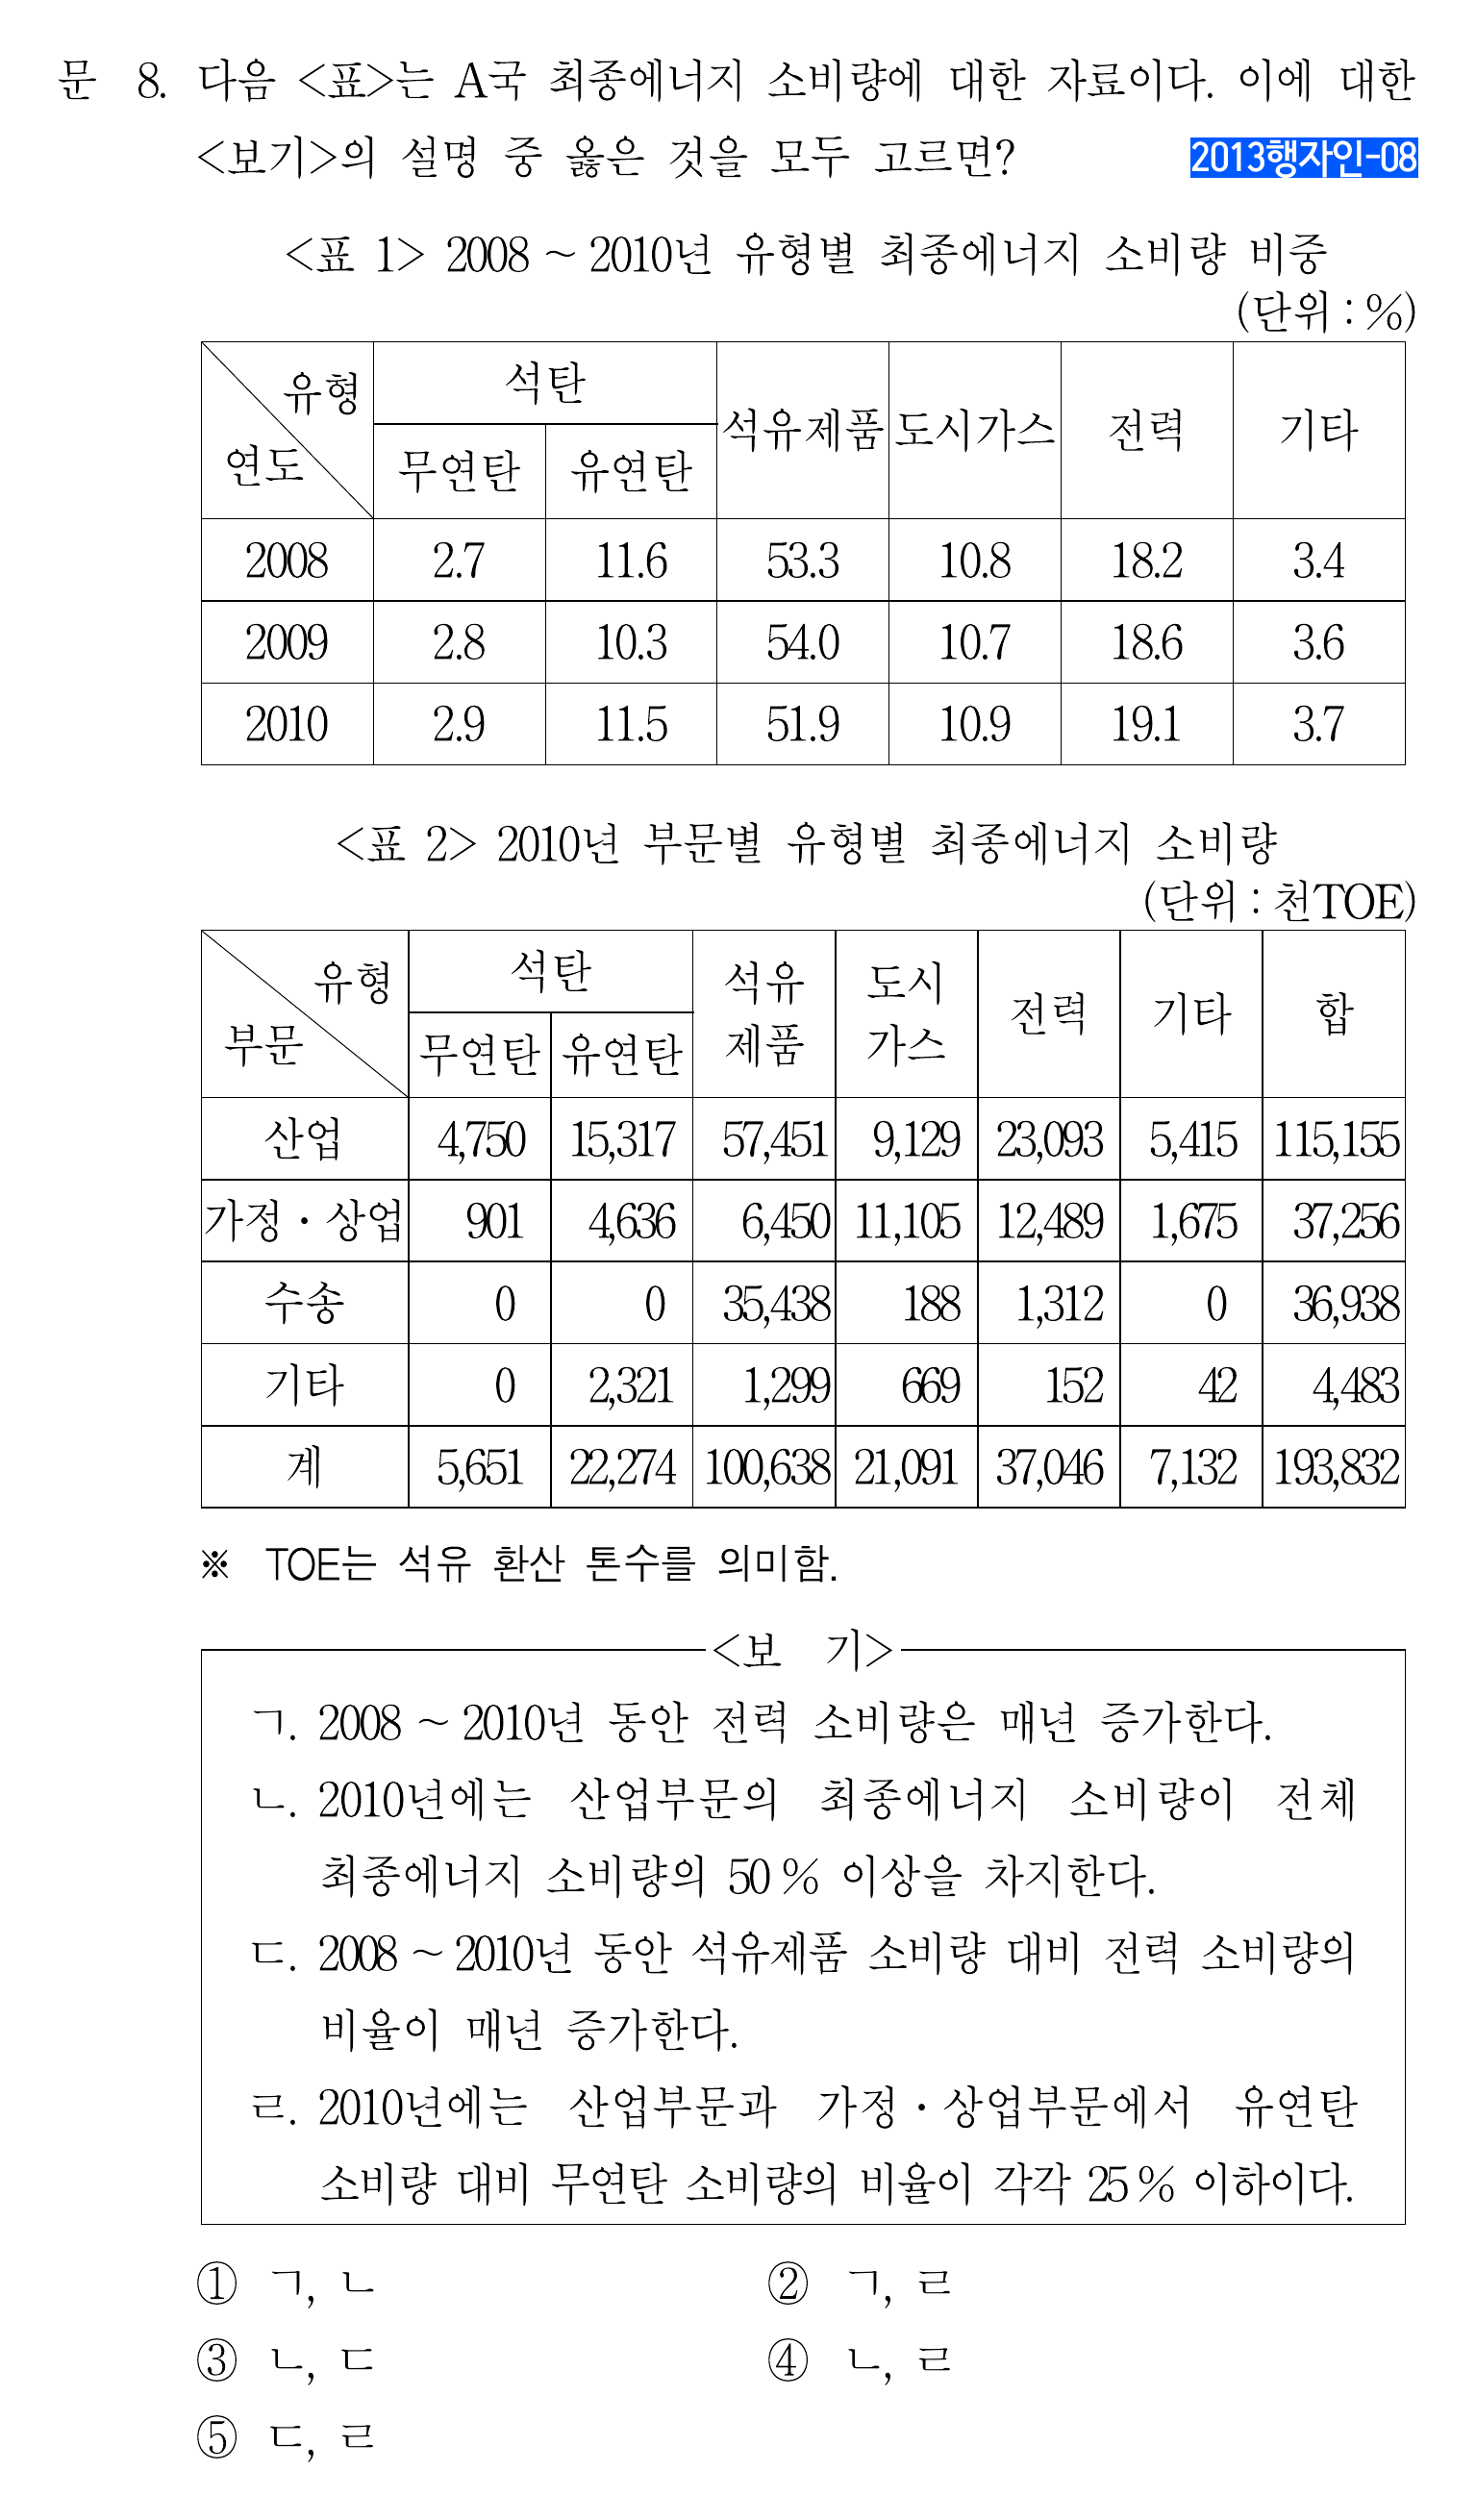 문 8. 다음 <표>는 A국 최종에너지 소비량에 대한 자료이다. 이에 대한
<보기>의 설명 중 옳은 것을 모두 고르면? 2013행자인-08
<표 1> 2008 ~ 2010년 유형별 최종에너지 소비량 비중
(단위 : %)
유형 석탄 석유제품 도시가스 전력 기타
연도 무연탄 유연탄
2008 2.7 11.6 53.3 10.8 18.2 3.4
2009 2.8 10.3 54.0 10.7 18.6 3.6
2010 2.9 11.5 51.9 10.9 19.1 3.7
<표 2> 2010년 부문별 유형별 최종에너지 소비량
(단위 : 천TOE)
유형 석탄 석유 도시 전력 기타 합
부문 무연탄 유연탄 제품 가스
산업 4,750 15,317 57,451 9,129 23,093 5,415 115,155
가정·상업 901 4,636 6,450 11,105 12,489 1,675 37,256
수송 0 0 35,438 188 1,312 0 36,938
기타 0 2,321 1,299 669 152 42 4,483
계 5,651 22,274 100,638 21,091 37,046 7,132 193,832
※ TOE는 석유 환산 톤수를 의미함.
<보 기>
ㄱ. 2008 ~ 2010년 동안 전력 소비량은 매년 증가한다.
ㄴ. 2010년에는 산업부문의 최종에너지 소비량이 전체
최종에너지 소비량의 50 % 이상을 차지한다.
ㄷ. 2008 ~ 2010년 동안 석유제품 소비량 대비 전력 소비량의
비율이 매년 증가한다.
ㄹ. 2010년에는 산업부문과 가정·상업부문에서 유연탄
소비량 대비 무연탄 소비량의 비율이 각각 25 % 이하이다.
① ㄱ, ㄴ ② ㄱ, ㄹ
③ ㄴ, ㄷ ④ ㄴ, ㄹ
⑤ ㄷ, ㄹ